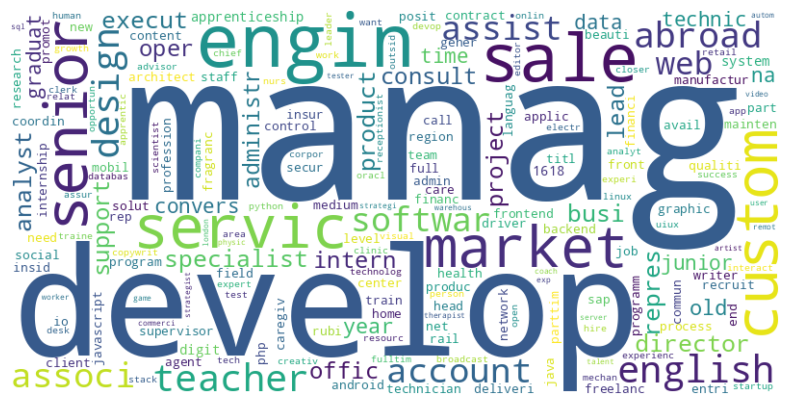 human
new
sql
growth
promot
research
clerk
relat
graduat
execut
content
architect
opportun
apprentic
design
apprenticeship
chief
advisor
staff
oper
engin
leader
want
work
nurs
tester
assist
time
consult
posit
contract
devop
outsid
gener
editor
onlin
data
beauti
closer
abroad
retail
technic
autom
system
manufactur
web
na
sale
senior
manag
internship
coordin
analyst
mobil
databas
assur
profession
scientist
compani
fragranc
administr
insur
control
corpor
secur
receptionist
product
call
region
team
full
admin
financ
applic
electr
titl
1618
care
languag
project
lead
front
experi
financi
avail
qualiti
app
analyt
part
mainten
success
video
linux
graphic
uiux
user
remot
custom
support
solut
rep
convers
python
oracl
strategi
warehous
medium
servic
softwar
frontend
driver
backend
busi
need
traine
copywrit
program
london
area
physic
specialist
level
visual
clinic
intern
technolog
market
job
artist
interact
social
insid
field
expert
test
center
train
home
resourc
person
health
produc
head
coach
exp
therapist
network
open
sap
server
hire
junior
repres
programm
writer
recruit
commun
old
end
process
worker
io
desk
javascript
game
commerci
supervisor
strategist
caregiv
rubi
year
net
rail
develop
director
experienc
talent
client
associ
stack
digit
agent
tech
php
creativ
teacher
fulltim
offic
android
broadcast
technician
account
deliveri
parttim
java
mechan
freelanc
english
entri
startup